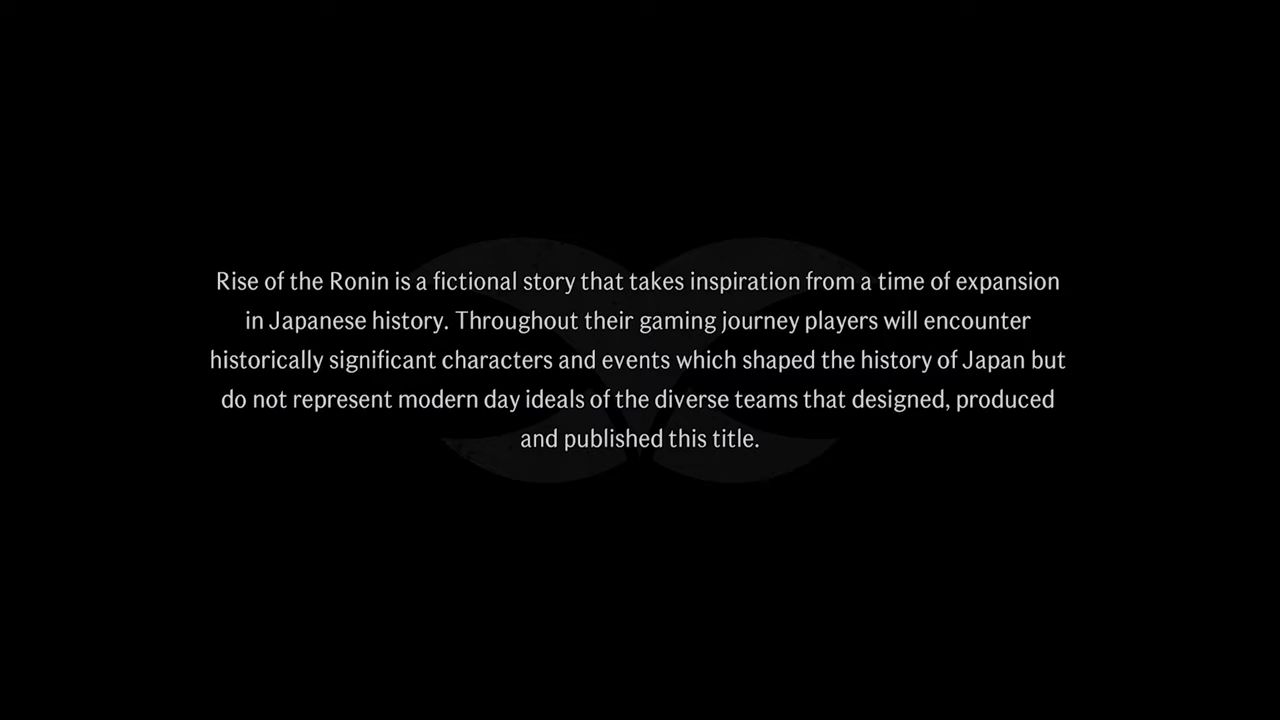 Rise of the Ronin is a fictional story that takes inspiration from a time of expansion
in Japanese history. Throughout their gaming journey players will encounter
historically significant characters and events which shaped the history of Japan but
do not represent modern day ideals of the diverse teams that designed, produced
and published this title.